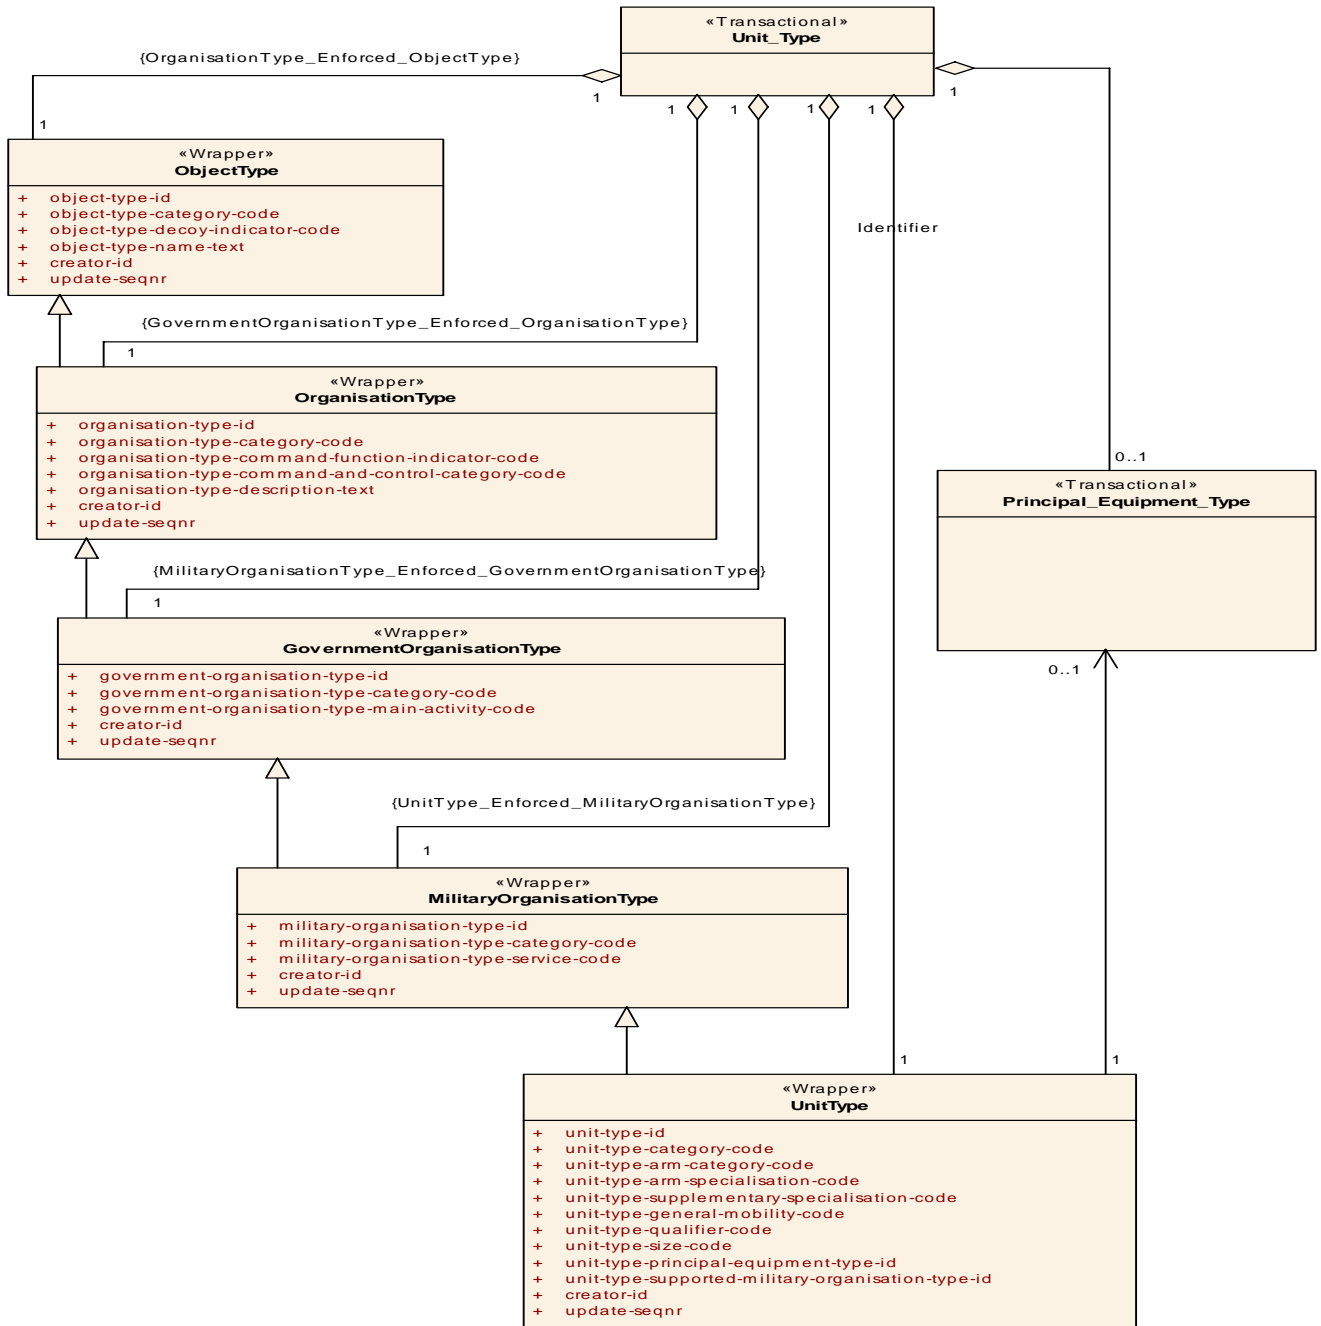 «Transactional»
Unit_Type
{OrganisationType_Enforced_ObjectType}
1
1
1
1
1
1
1
«Wrapper»
ObjectType
+ object-type-id
+ object-type-category-code
+ object-type-decoy-indicator-code
+ object-type-name-text
+ creator-id
+ update-seqnr
Identifier
{GovernmentOrganisationType_Enforced_OrganisationType}
1
«Wrapper»
OrganisationType
+ organisation-type-id
+ organisation-type-category-code
+ organisation-type-command-function-indicator-code
+ organisation-type-command-and-control-category-code
+ organisation-type-description-text
+ creator-id
+ update-seqnr
0..1
«Transactional»
Principal_Equipment_Type
{MilitaryOrganisationType_Enforced_GovernmentOrganisationType}
1
«Wrapper»
GovernmentOrganisationType
+ government-organisation-type-id
+ government-organisation-type-category-code
+ government-organisation-type-main-activity-code
+ creator-id
+ update-seqnr
0..1
{UnitType_Enforced_MilitaryOrganisationType}
1
«Wrapper»
MilitaryOrganisationType
+ military-organisation-type-id
+ military-organisation-type-category-code
+ military-organisation-type-service-code
+ creator-id
+ update-seqnr
1
1
«Wrapper»
UnitType
+ unit-type-id
+ unit-type-category-code
+ unit-type-arm-category-code
+ unit-type-arm-specialisation-code
+ unit-type-supplementary-specialisation-code
+ unit-type-general-mobility-code
+ unit-type-qualifier-code
+ unit-type-size-code
+ unit-type-principal-equipment-type-id
+ unit-type-supported-military-organisation-type-id
+ creator-id
+ update-seqnr